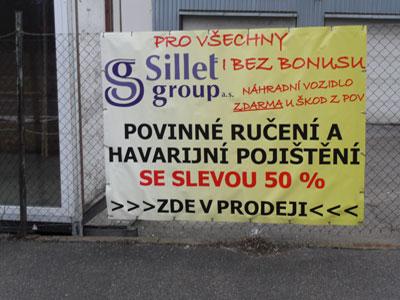 PRO VŠECHNY
I BEZ BONUSU
Sillet
group a.s.
NÁHRADNÍ VOZIDLO
ZDARMA U ŠKOD Z POV
POVINNÉ RUČENÍ A
HAVARIJNÍ POJIŠTĚNÍ
SE SLEVOU 50 %
>>>ZDE V PRODEJI<<<